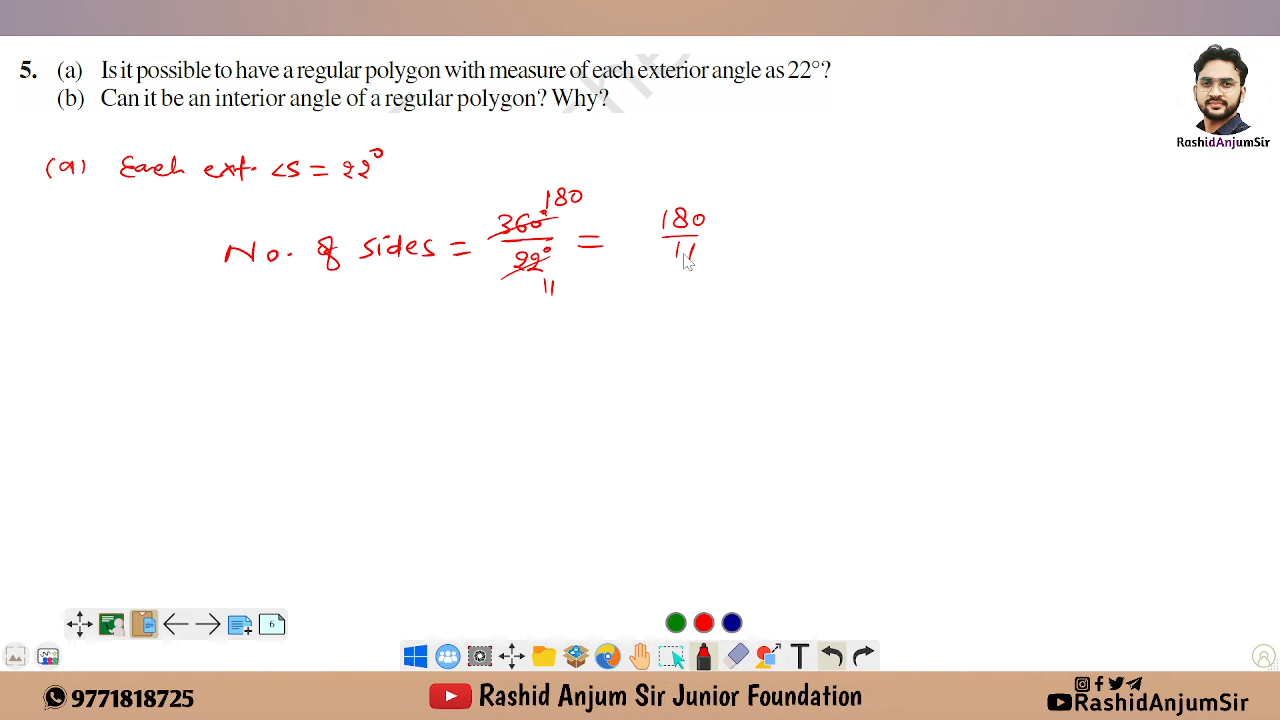 5. (a) Is it possible to have a regular polygon with measure of each exterior angle as 22°?
(b) Can it be an interior angle of a regular polygon? Why?
RashidAnjumSir
(a) Each ext. <s = 22°
180
No. of sides = 360° / 22° = 180 / 11
11
6
T
9771818725
Rashid Anjum Sir Junior Foundation
RashidAnjumSir